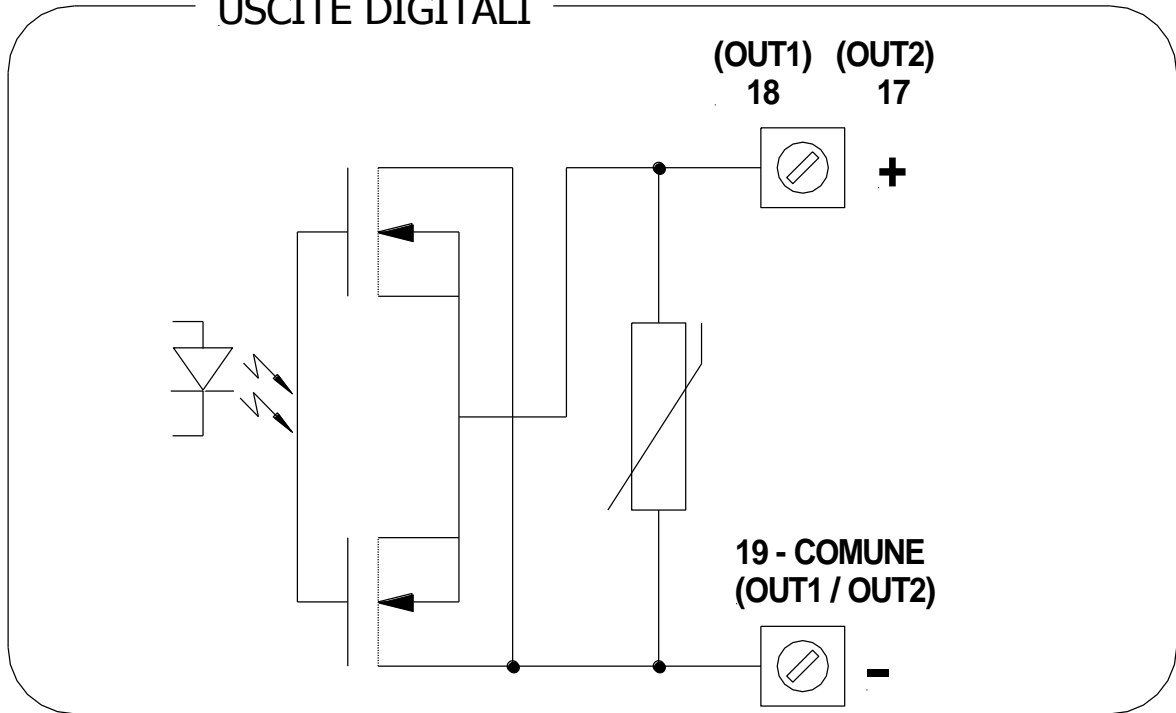 USCITE DIGITALI
(OUT1) (OUT2)
18 17
+
19 - COMUNE
(OUT1 / OUT2)
-